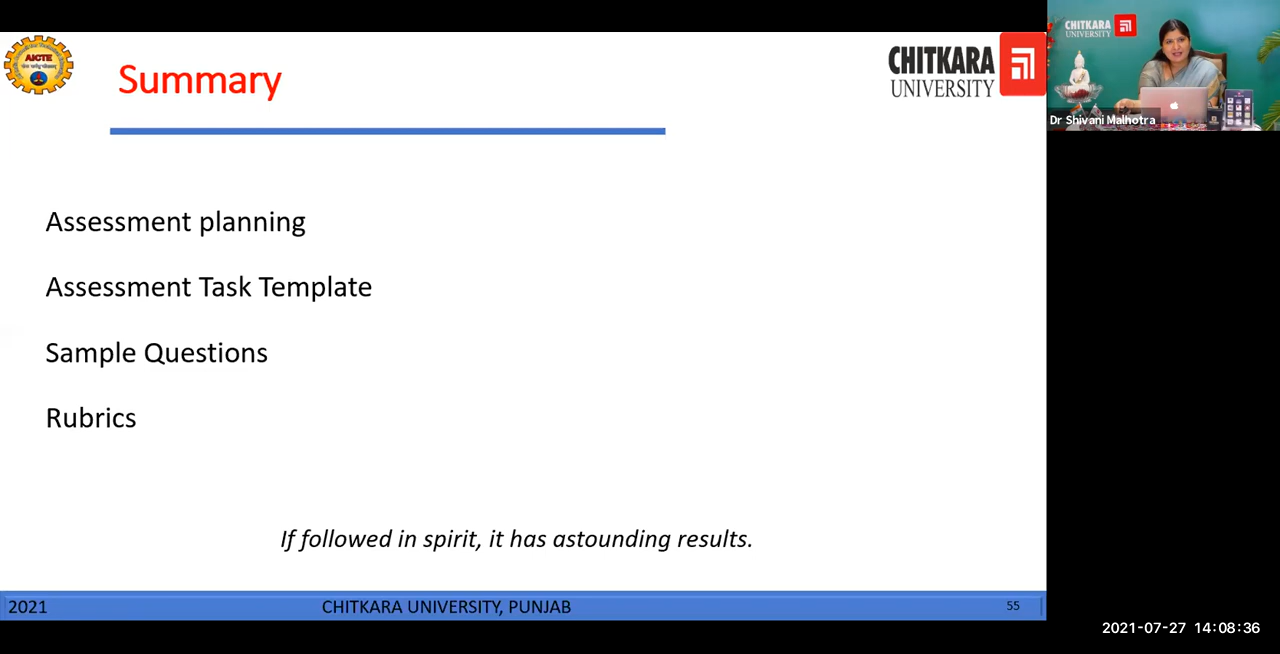 AICTE
Summary
CHITKARA
UNIVERSITY
CHITKARA
UNIVERSITY
Dr Shivani Malhotra
Assessment planning
Assessment Task Template
Sample Questions
Rubrics
If followed in spirit, it has astounding results.
2021
CHITKARA UNIVERSITY, PUNJAB
55
2021-07-27 14:08:36